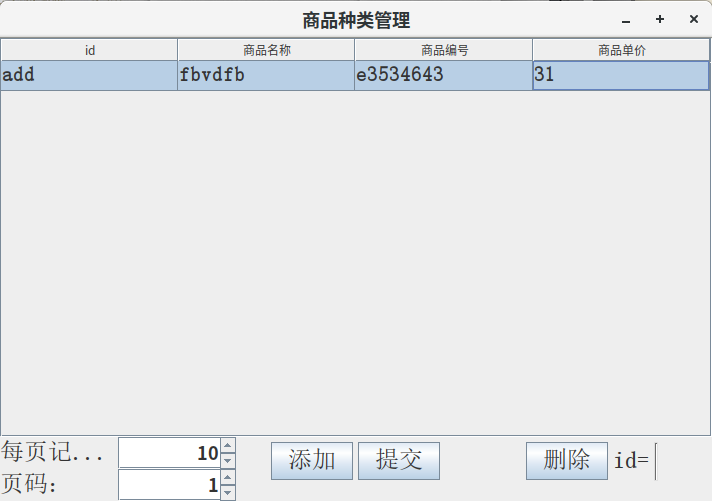 商品种类管理
id 商品名称 商品编号 商品单价
add fbvdfb e3534643 31
每页记... 10 添加 提交 删除 id=
页码: 1